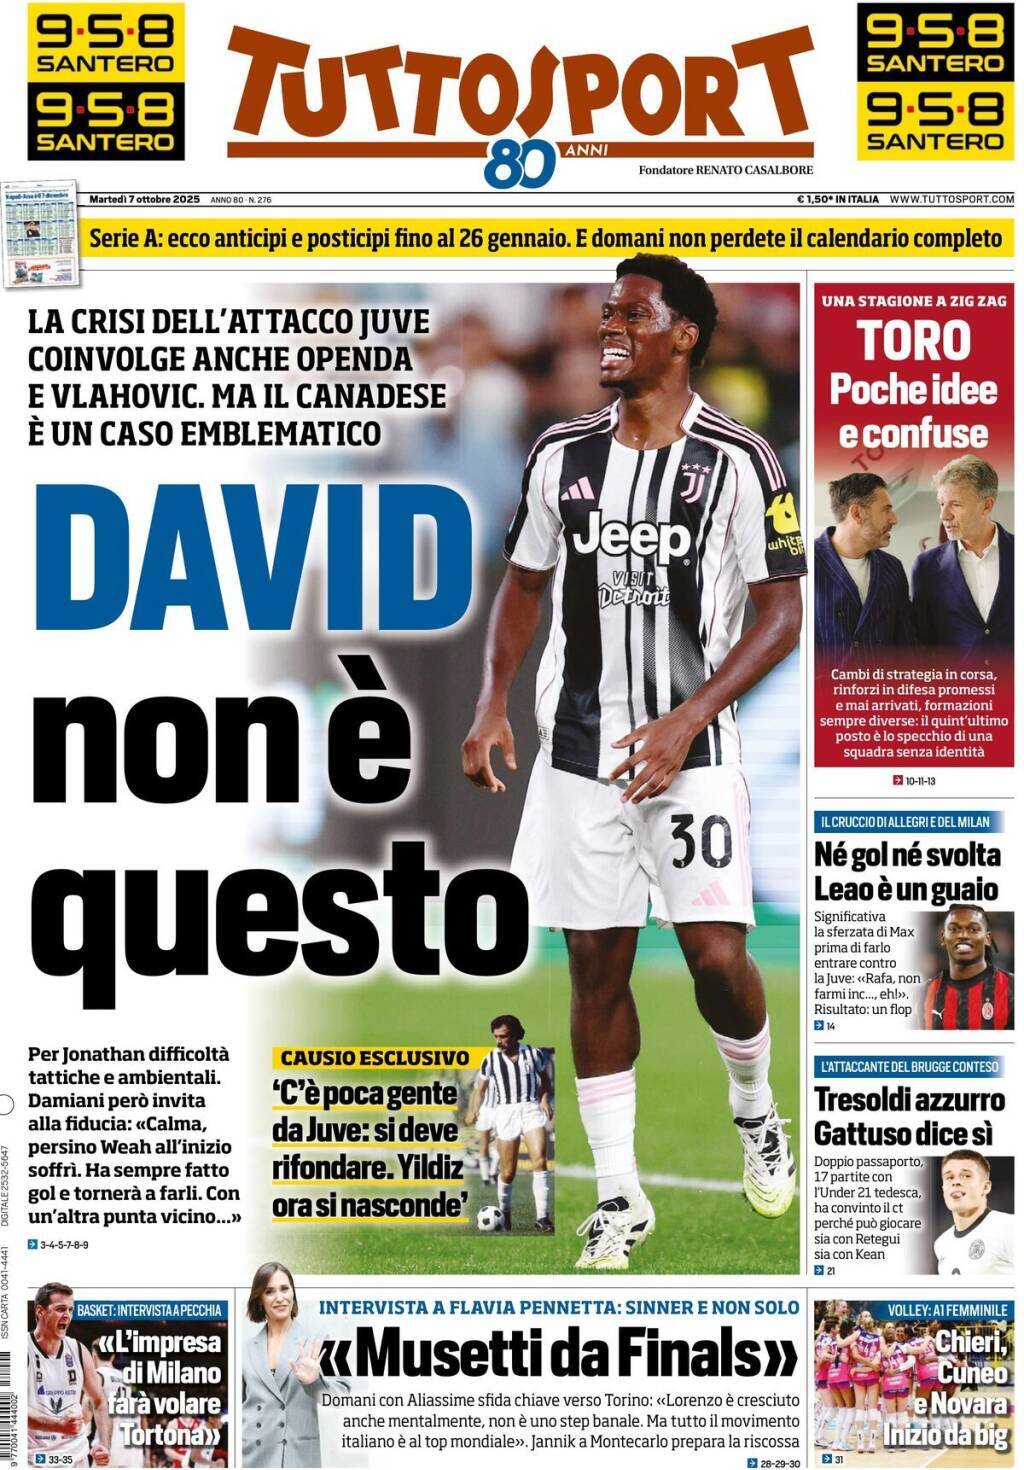 9·5·8
SANTERO
9·5·8
SANTERO
TUTTOSPORT
80 ANNI
Fondatore RENATO CASALBORE
9·5·8
SANTERO
9·5·8
SANTERO
Martedì 7 ottobre 2025 ANNO 80 - N. 276
€ 1,50* IN ITALIA WWW.TUTTOSPORT.COM
Serie A: ecco anticipi e posticipi fino al 26 gennaio. E domani non perdete il calendario completo
LA CRISI DELL'ATTACCO JUVE
COINVOLGE ANCHE OPENDA
E VLAHOVIC. MA IL CANADESE
È UN CASO EMBLEMATICO
DAVID
non è
questo
Per Jonathan difficoltà
tattiche e ambientali.
Damiani però invita
alla fiducia: «Calma,
persino Weah all'inizio
soffrì. Ha sempre fatto
gol e tornerà a farli. Con
un'altra punta vicino...»
3-4-5-7-8-9
CAUSIO ESCLUSIVO
'C'è poca gente
da Juve: si deve
rifondare. Yildiz
ora si nasconde'
Jeep
VISIT
Detroit
30
UNA STAGIONE A ZIG ZAG
TORO
Poche idee
e confuse
Cambi di strategia in corsa,
rinforzi in difesa promessi
e mai arrivati, formazioni
sempre diverse: il quint'ultimo
posto è lo specchio di una
squadra senza identità
10-11-13
IL CRUCCIO DI ALLEGRI E DEL MILAN
Né gol né svolta
Leao è un guaio
Significativa
la sferzata di Max
prima di farlo
entrare contro
la Juve: «Rafa, non
farmi inc..., eh!».
Risultato: un flop
14
L'ATTACCANTE DEL BRUGGE CONTESO
Tresoldi azzurro
Gattuso dice sì
Doppio passaporto,
17 partite con
l'Under 21 tedesca,
ha convinto il ct
perché può giocare
sia con Retegui
sia con Kean
21
BASKET: INTERVISTA A PECCHIA
«L'impresa
di Milano
farà volare
Tortona»
33-35
INTERVISTA A FLAVIA PENNETTA: SINNER E NON SOLO
«Musetti da Finals»
Domani con Aliassime sfida chiave verso Torino: «Lorenzo è cresciuto
anche mentalmente, non è uno step banale. Ma tutto il movimento
italiano è al top mondiale». Jannik a Montecarlo prepara la riscossa
28-29-30
VOLLEY: A1 FEMMINILE
Chieri,
Cuneo
e Novara
Inizio da big
31
ISSN CARTA 0041-4441 DIGITALE 2532-5647
9 770041 444002